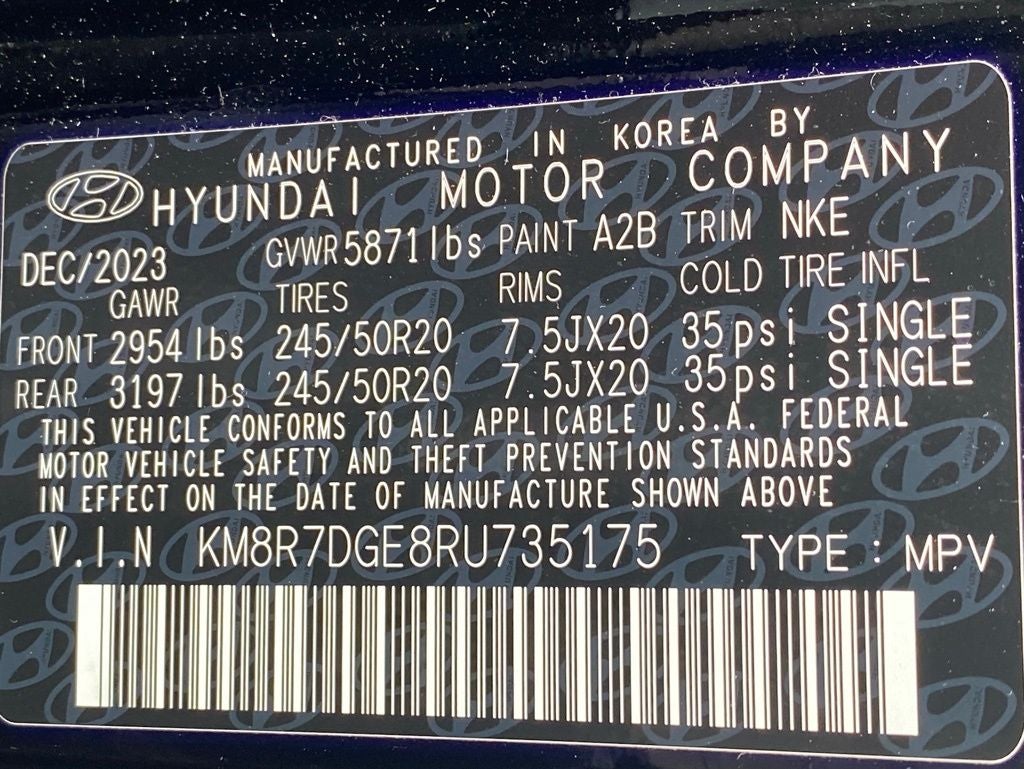 MANUFACTURED IN KOREA BY
HYUNDAI MOTOR COMPANY
DEC/2023 GVWR 5871 lbs PAINT A2B TRIM NKE
GAWR TIRES RIMS COLD TIRE INFL
FRONT 2954 lbs 245/50R20 7.5JX20 35psi SINGLE
REAR 3197 lbs 245/50R20 7.5JX20 35psi SINGLE
THIS VEHICLE CONFORMS TO ALL APPLICABLE U.S.A. FEDERAL
MOTOR VEHICLE SAFETY AND THEFT PREVENTION STANDARDS
IN EFFECT ON THE DATE OF MANUFACTURE SHOWN ABOVE
V.I.N KM8R7DGE8RU735175 TYPE : MPV